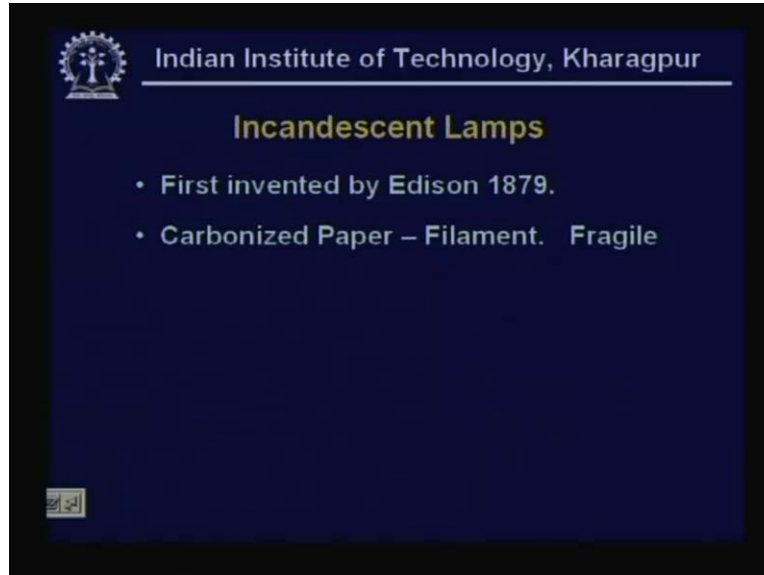 Indian Institute of Technology, Kharagpur
Incandescent Lamps
• First invented by Edison 1879.
• Carbonized Paper – Filament. Fragile